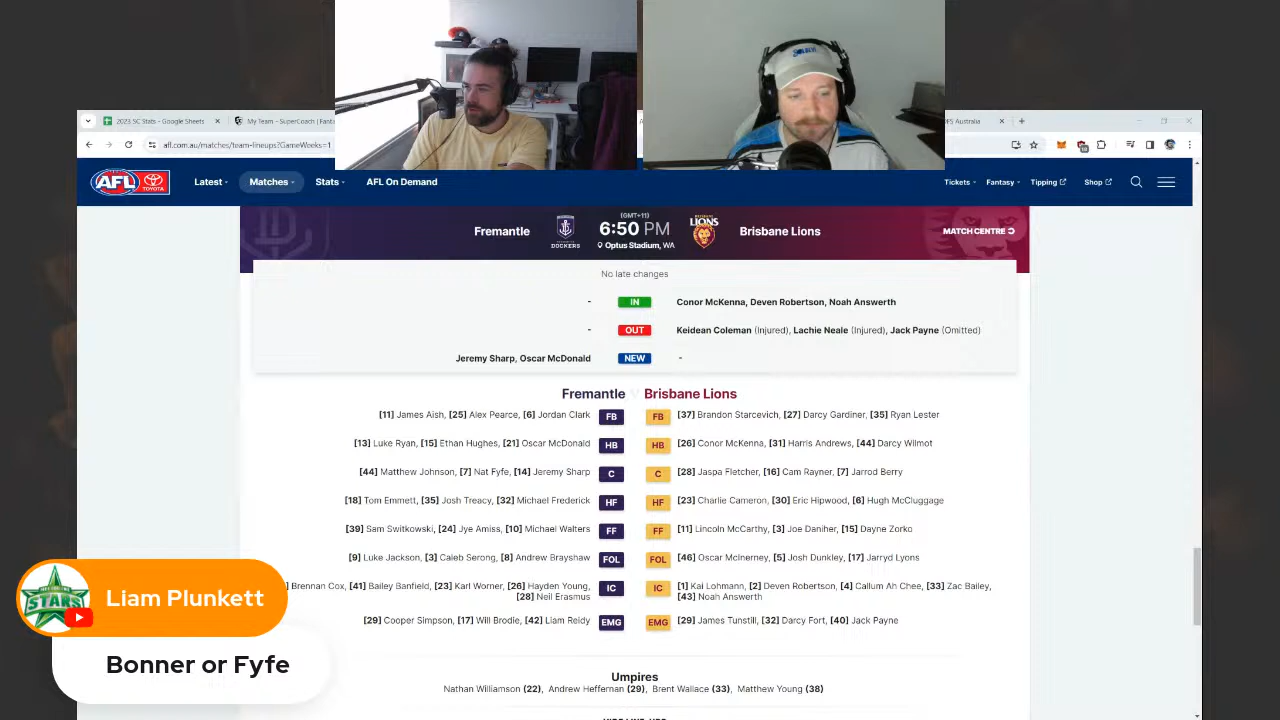 SOLBEVI
2023 SC Stats - Google Sheets
My Team - SuperCoach | Fant
DPS Australia
afl.com.au/matches/team-lineups?GameWeeks=1
AFL TOYOTA
Latest Matches Stats AFL On Demand
Tickets Fantasy Tipping Shop
Fremantle
DOCKERS
(GMT+11)
6:50 PM
Optus Stadium, WA
LIONS
Brisbane Lions
MATCH CENTRE
No late changes
- IN Conor McKenna, Deven Robertson, Noah Answerth
- OUT Keidean Coleman (Injured), Lachie Neale (Injured), Jack Payne (Omitted)
Jeremy Sharp, Oscar McDonald NEW -
Fremantle V Brisbane Lions
[11] James Aish, [25] Alex Pearce, [6] Jordan Clark FB FB [37] Brandon Starcevich, [27] Darcy Gardiner, [35] Ryan Lester
[13] Luke Ryan, [15] Ethan Hughes, [21] Oscar McDonald HB HB [26] Conor McKenna, [31] Harris Andrews, [44] Darcy Wilmot
[44] Matthew Johnson, [7] Nat Fyfe, [14] Jeremy Sharp C C [28] Jaspa Fletcher, [16] Cam Rayner, [7] Jarrod Berry
[18] Tom Emmett, [35] Josh Treacy, [32] Michael Frederick HF HF [23] Charlie Cameron, [30] Eric Hipwood, [6] Hugh McCluggage
[39] Sam Switkowski, [24] Jye Amiss, [10] Michael Walters FF FF [11] Lincoln McCarthy, [3] Joe Daniher, [15] Dayne Zorko
[9] Luke Jackson, [3] Caleb Serong, [8] Andrew Brayshaw FOL FOL [46] Oscar McInerney, [5] Josh Dunkley, [17] Jarryd Lyons
Brennan Cox, [41] Bailey Banfield, [23] Karl Worner, [26] Hayden Young, IC IC [1] Kai Lohmann, [2] Deven Robertson, [4] Callum Ah Chee, [33] Zac Bailey,
[28] Neil Erasmus [43] Noah Answerth
[29] Cooper Simpson, [17] Will Brodie, [42] Liam Reidy EMG EMG [29] James Tunstill, [32] Darcy Fort, [40] Jack Payne
Umpires
Nathan Williamson (22), Andrew Heffernan (29), Brent Wallace (33), Matthew Young (38)
STARS
Liam Plunkett
Bonner or Fyfe